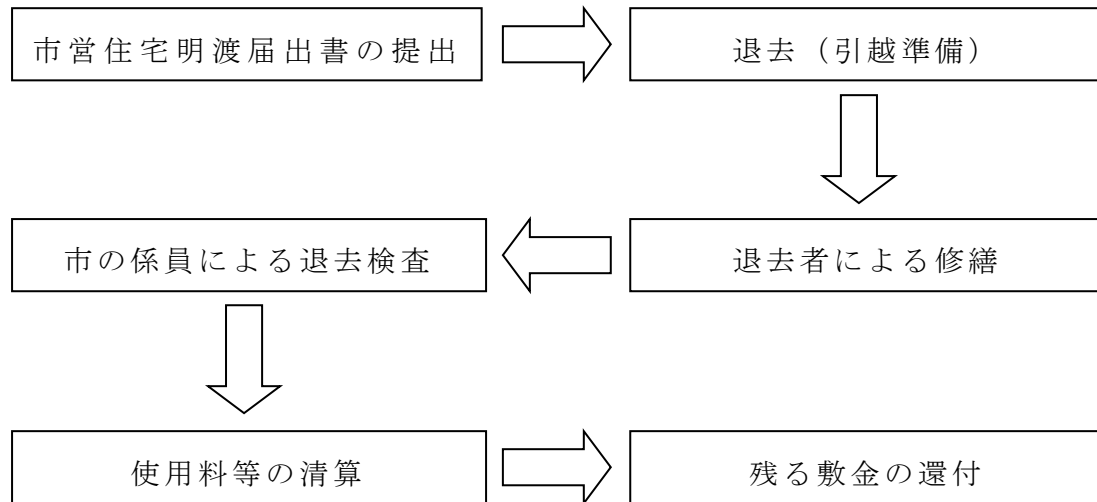 市営住宅明渡届出書の提出
退去（引越準備）
退去者による修繕
市の係員による退去検査
使用料等の清算
残る敷金の還付